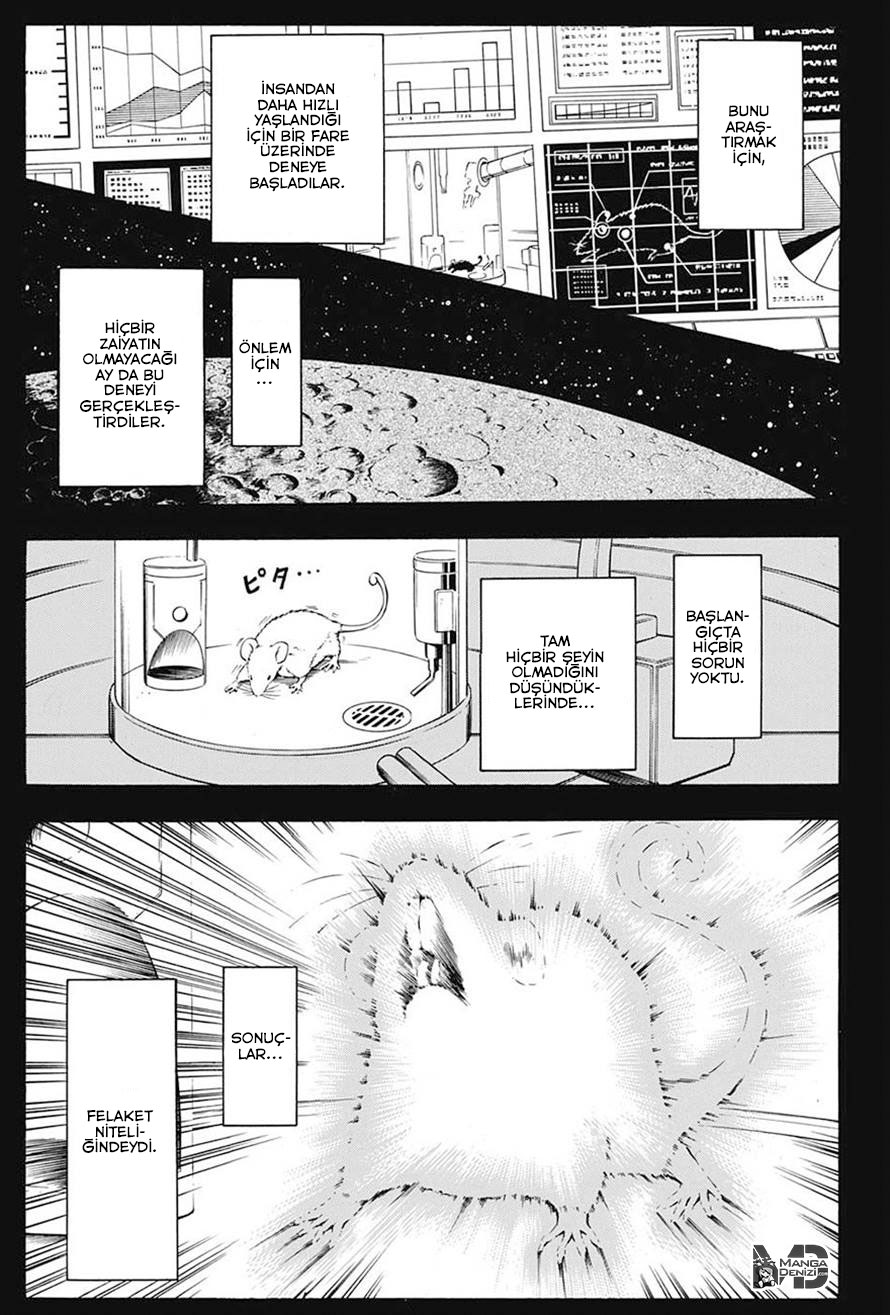 BUNU
ARAŞ-
TIRMAK
İÇİN,
İNSANDAN
DAHA HIZLI
YAŞLANDIĞI
İÇİN BİR FARE
ÜZERİNDE
DENEYE
BAŞLADILAR.
ÖNLEM
İÇİN
...
HİÇBİR
ZAİYATIN
OLMAYACAĞI
AY DA BU
DENEYİ
GERÇEKLEŞ-
TİRDİLER.
BAŞLAN-
GIÇTA
HİÇBİR
SORUN
YOKTU.
TAM
HİÇBİR ŞEYİN
OLMADIĞINI
DÜŞÜNDÜK-
LERİNDE...
ピタ…
SONUÇ-
LAR...
FELAKET
NİTELİ-
ĞİNDEYDİ.
MANGA
DENİZİ.com